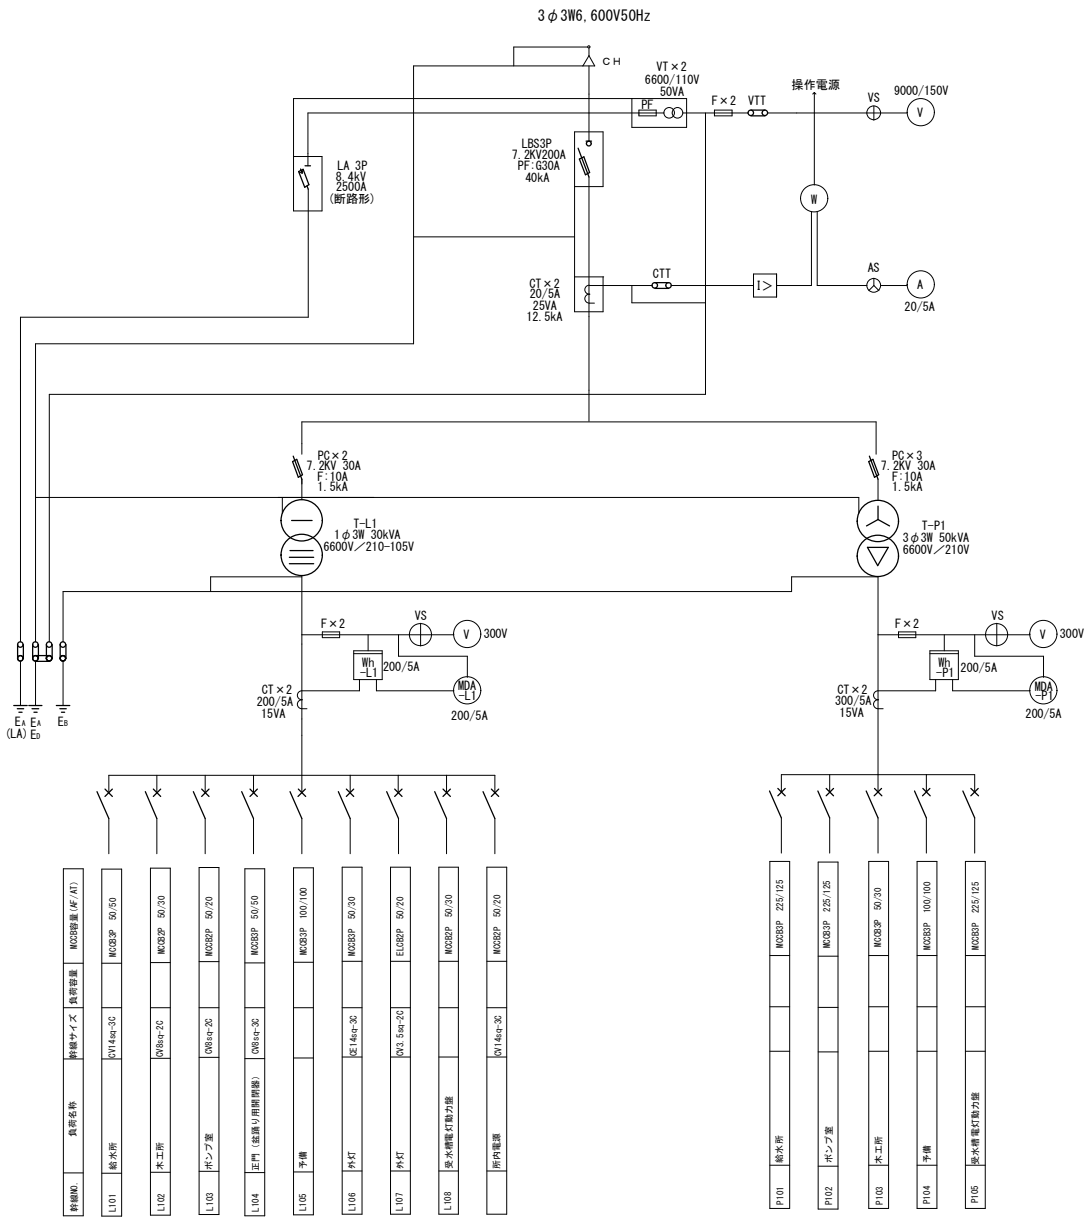 3φ3W6,600V50Hz
CH
VT×2
6600/110V
50VA
PF
F×2
VTT
操作電源
VS
9000/150V
V
LBS3P
7.2KV200A
PF:G30A
40kA
LA 3P
8.4kV
2500A
(断路形)
W
CTT
I>
AS
A
20/5A
CT×2
20/5A
25VA
12.5kA
PC×2
7.2KV 30A
F:10A
1.5kA
PC×3
7.2KV 30A
F:10A
1.5kA
T-L1
1φ3W 30kVA
6600V/210-105V
T-P1
3φ3W 50kVA
6600V/210V
F×2
VS
V
300V
Wh
-L1
200/5A
MDA
-L1
200/5A
CT×2
200/5A
15VA
F×2
VS
V
300V
Wh
-P1
200/5A
MDA
-P1
200/5A
CT×2
300/5A
15VA
EA
(LA)
EA
ED
EB
幹線NO. 負荷名称 幹線サイズ 負荷容量 MCCB容量(AF/AT)
L101 給水所 CV14sq-3C MCCB3P 50/50
L102 木工所 CV8sq-2C MCCB2P 50/30
L103 ポンプ室 CV8sq-2C MCCB2P 50/20
L104 正門(盆踊り用開閉器) CV8sq-3C MCCB3P 50/50
L105 予備 MCCB3P 100/100
L106 外灯 CE14sq-3C MCCB3P 50/30
L107 外灯 CV3.5sq-2C ELCB2P 50/20
L108 受水槽電灯動力盤 MCCB2P 50/30
所内電源 CV14sq-3C MCCB2P 50/20
P101 給水所 MCCB3P 225/125
P102 ポンプ室 MCCB3P 225/125
P103 木工所 MCCB3P 50/30
P104 予備 MCCB3P 100/100
P105 受水槽電灯動力盤 MCCB3P 225/125